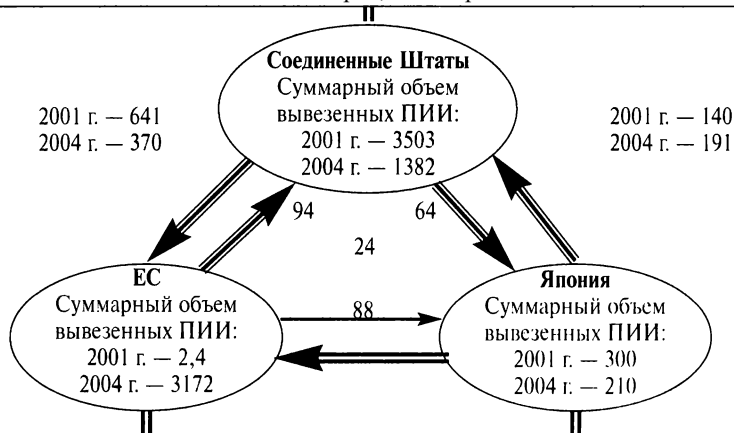 Соединенные Штаты
Суммарный объем
вывезенных ПИИ:
2001 г. — 3503
2004 г. — 1382
2001 г. — 641
2004 г. — 370
2001 г. — 140
2004 г. — 191
94
64
24
88
ЕС
Суммарный объем
вывезенных ПИИ:
2001 г. — 2,4
2004 г. — 3172
Япония
Суммарный объем
вывезенных ПИИ:
2001 г. — 300
2004 г. — 210